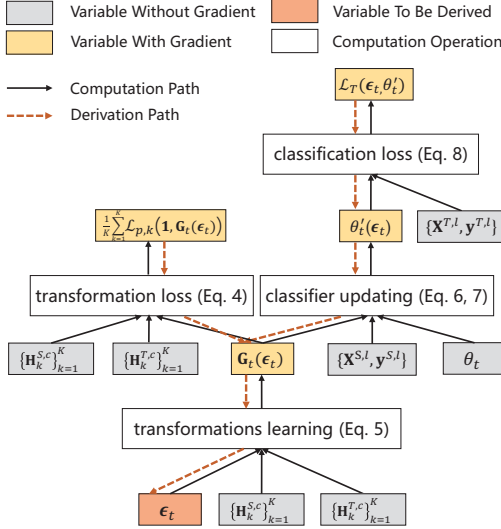 Variable Without Gradient
Variable To Be Derived
Variable With Gradient
Computation Operation
Computation Path
Derivation Path
ℒ_T(ϵ_t, θ′_t)
classification loss (Eq. 8)
1/K ∑_{k=1}^{K} ℒ_{p,k}(1, G_t(ϵ_t))
θ′_t(ϵ_t)
{X^{T,l}, y^{T,l}}
transformation loss (Eq. 4)
classifier updating (Eq. 6, 7)
{H_k^{S,c}}_{k=1}^{K}
{H_k^{T,c}}_{k=1}^{K}
G_t(ϵ_t)
{X^{S,l}, y^{S,l}}
θ_t
transformations learning (Eq. 5)
ϵ_t
{H_k^{S,c}}_{k=1}^{K}
{H_k^{T,c}}_{k=1}^{K}